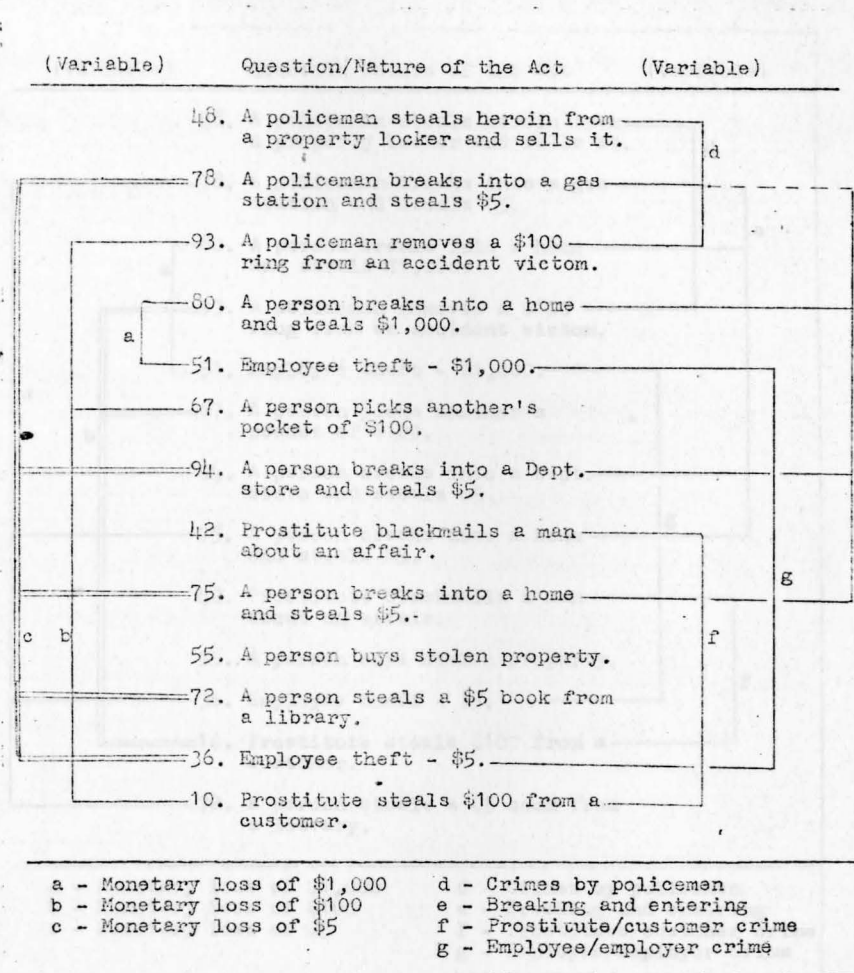 (Variable) Question/Nature of the Act (Variable)
48. A policeman steals heroin from
a property locker and sells it.
d
78. A policeman breaks into a gas
station and steals $5.
93. A policeman removes a $100
ring from an accident victom.
80. A person breaks into a home
and steals $1,000.
a
51. Employee theft - $1,000.
67. A person picks another's
pocket of $100.
94. A person breaks into a Dept.
store and steals $5.
42. Prostitute blackmails a man
about an affair.
g
75. A person breaks into a home
and steals $5.
c b f
55. A person buys stolen property.
72. A person steals a $5 book from
a library.
36. Employee theft - $5.
10. Prostitute steals $100 from a
customer.
a - Monetary loss of $1,000 d - Crimes by policemen
b - Monetary loss of $100 e - Breaking and entering
c - Monetary loss of $5 f - Prostitute/customer crime
g - Employee/employer crime